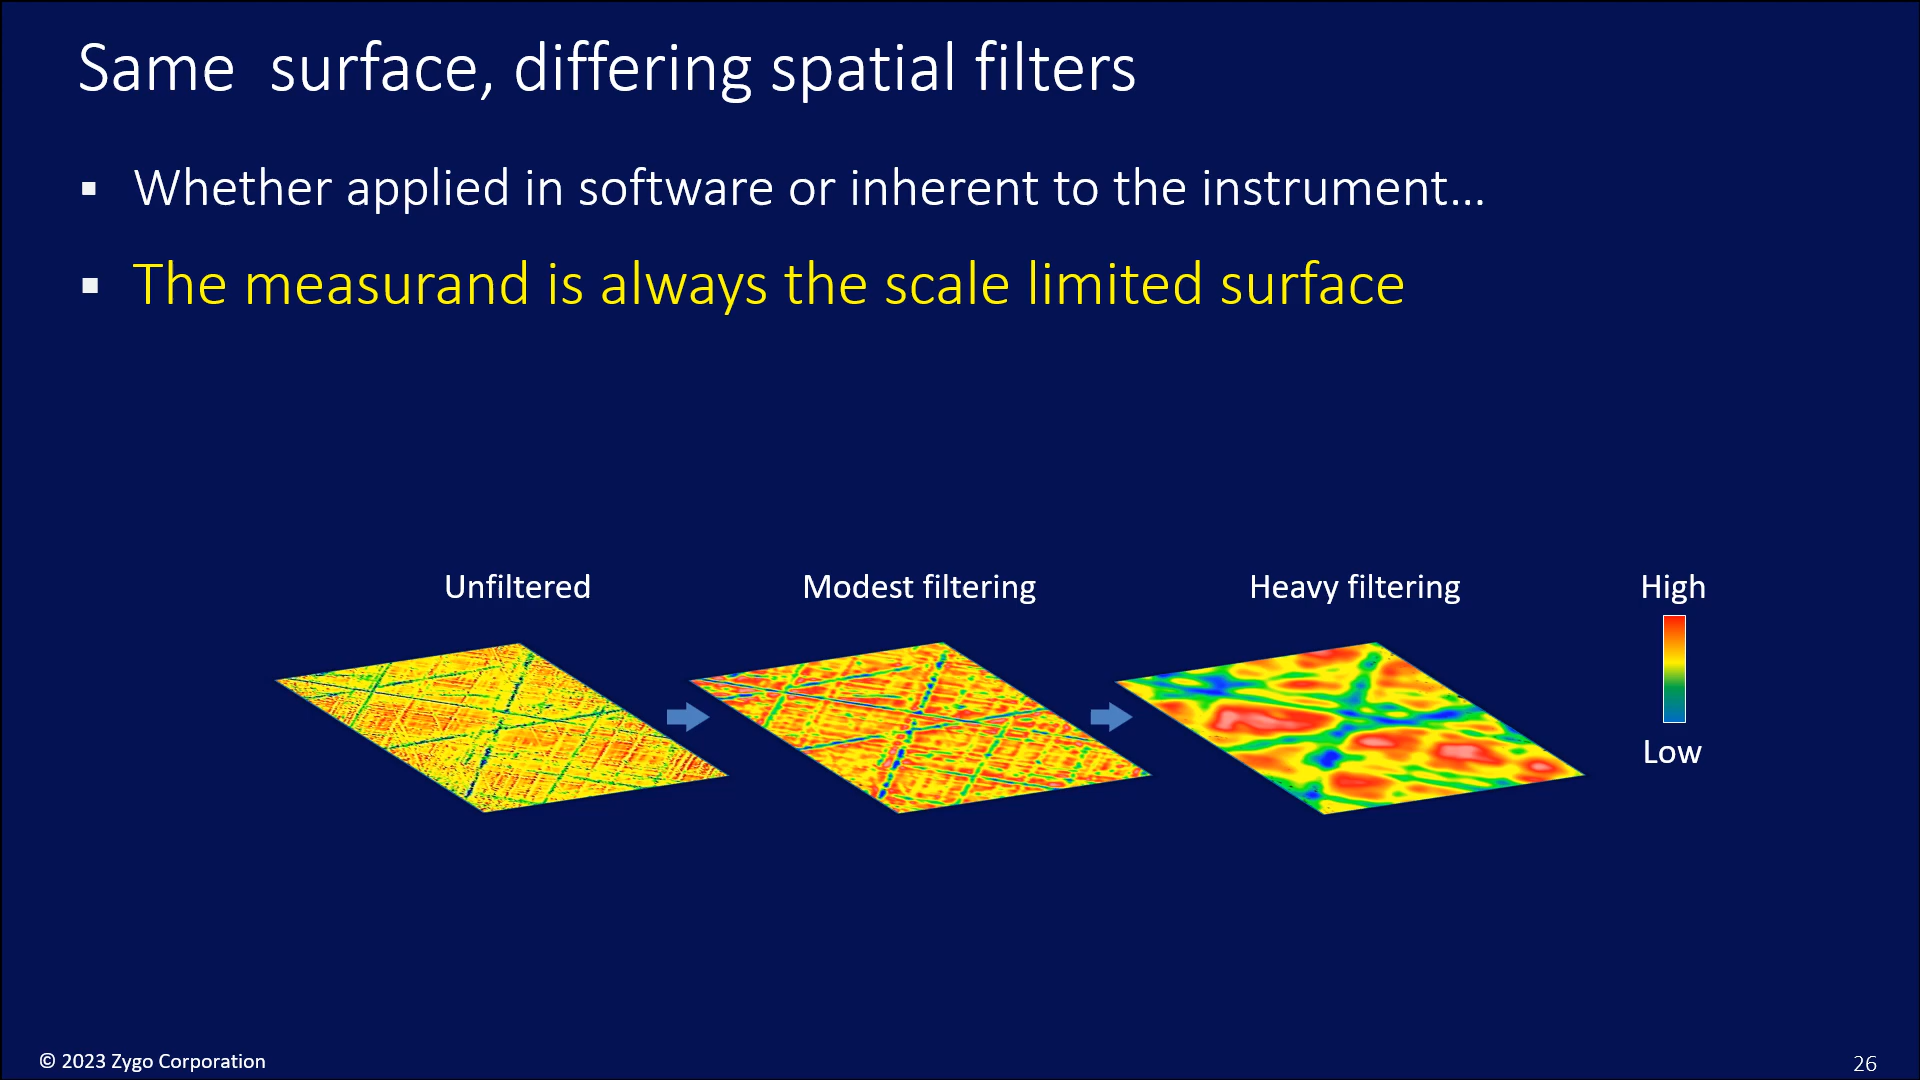 Same surface, differing spatial filters
Whether applied in software or inherent to the instrument...
The measurand is always the scale limited surface
Unfiltered
Modest filtering
Heavy filtering
High
Low
© 2023 Zygo Corporation
26